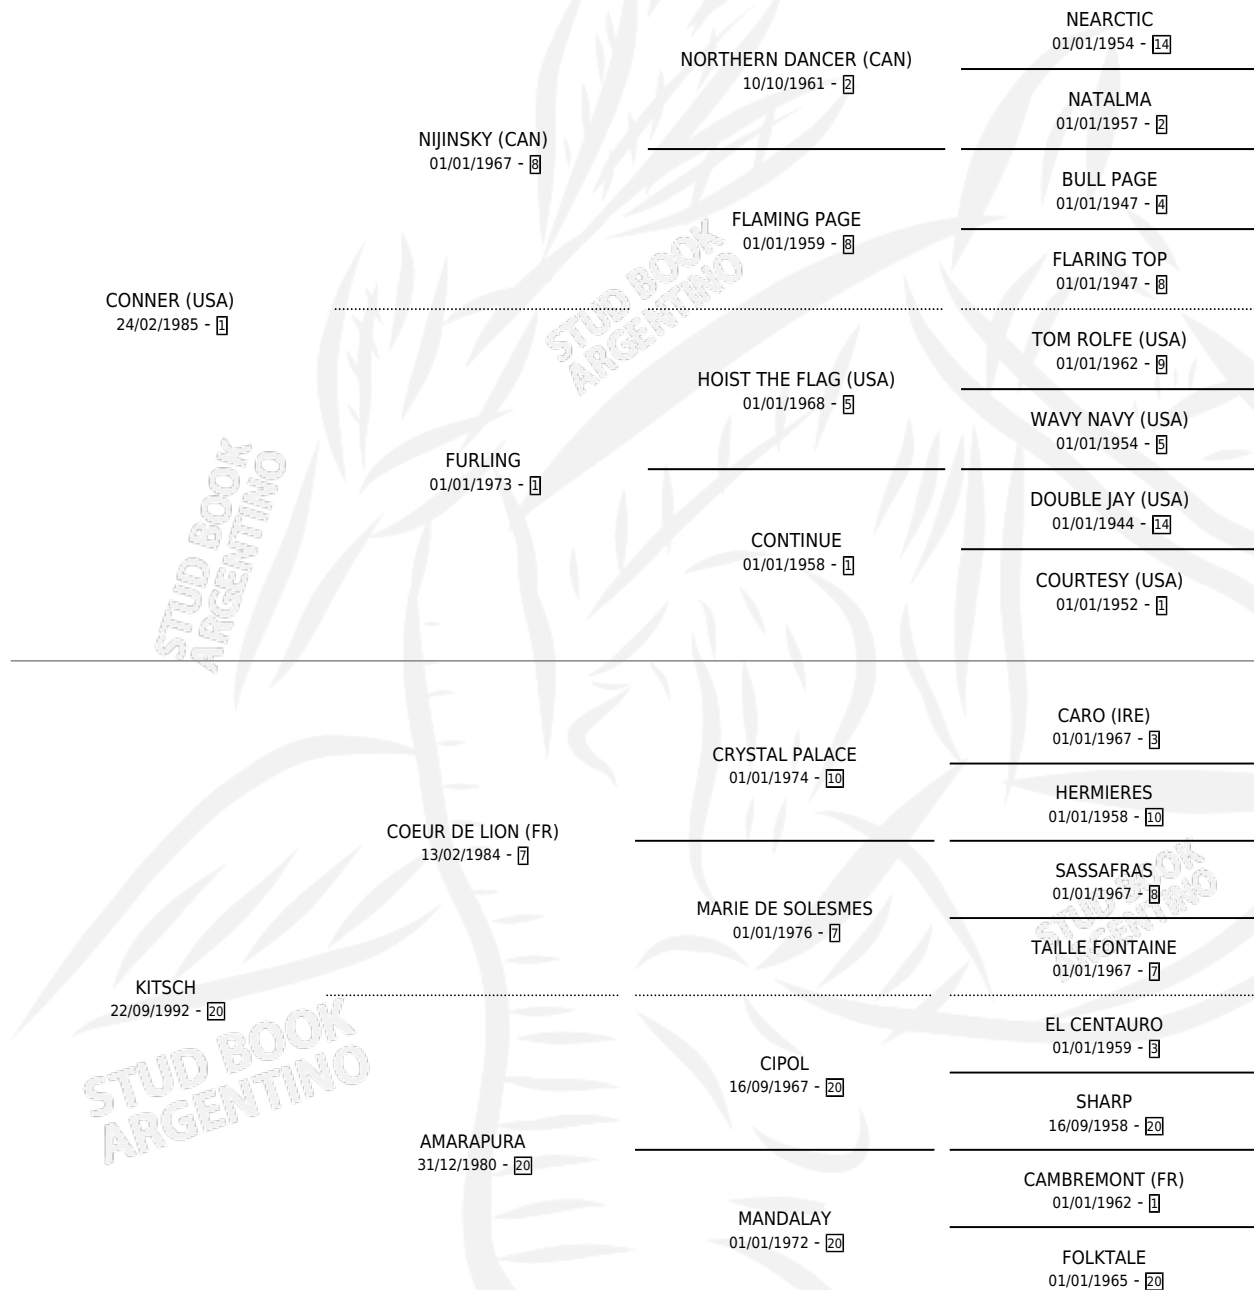 NEARCTIC
01/01/1954 - 14
NORTHERN DANCER (CAN)
10/10/1961 - 2
NATALMA
01/01/1957 - 2
NIJINSKY (CAN)
01/01/1967 - 8
BULL PAGE
01/01/1947 - 4
FLAMING PAGE
01/01/1959 - 8
FLARING TOP
01/01/1947 - 8
CONNER (USA)
24/02/1985 - 1
STUD BOOK
ARGENTINO
TOM ROLFE (USA)
01/01/1962 - 9
HOIST THE FLAG (USA)
01/01/1968 - 5
WAVY NAVY (USA)
01/01/1954 - 5
FURLING
01/01/1973 - 1
DOUBLE JAY (USA)
01/01/1944 - 14
CONTINUE
01/01/1958 - 1
COURTESY (USA)
01/01/1952 - 1
STUD BOOK
ARGENTINO
CARO (IRE)
01/01/1967 - 3
CRYSTAL PALACE
01/01/1974 - 10
HERMIERES
01/01/1958 - 10
COEUR DE LION (FR)
13/02/1984 - 7
SASSAFRAS
01/01/1967 - 8
MARIE DE SOLESMES
01/01/1976 - 7
STUD BOOK
ARGENTINO
TAILLE FONTAINE
01/01/1967 - 7
KITSCH
22/09/1992 - 20
STUD BOOK
ARGENTINO
EL CENTAURO
01/01/1959 - 3
CIPOL
16/09/1967 - 20
SHARP
16/09/1958 - 20
AMARAPURA
31/12/1980 - 20
CAMBREMONT (FR)
01/01/1962 - 1
MANDALAY
01/01/1972 - 20
FOLKTALE
01/01/1965 - 20